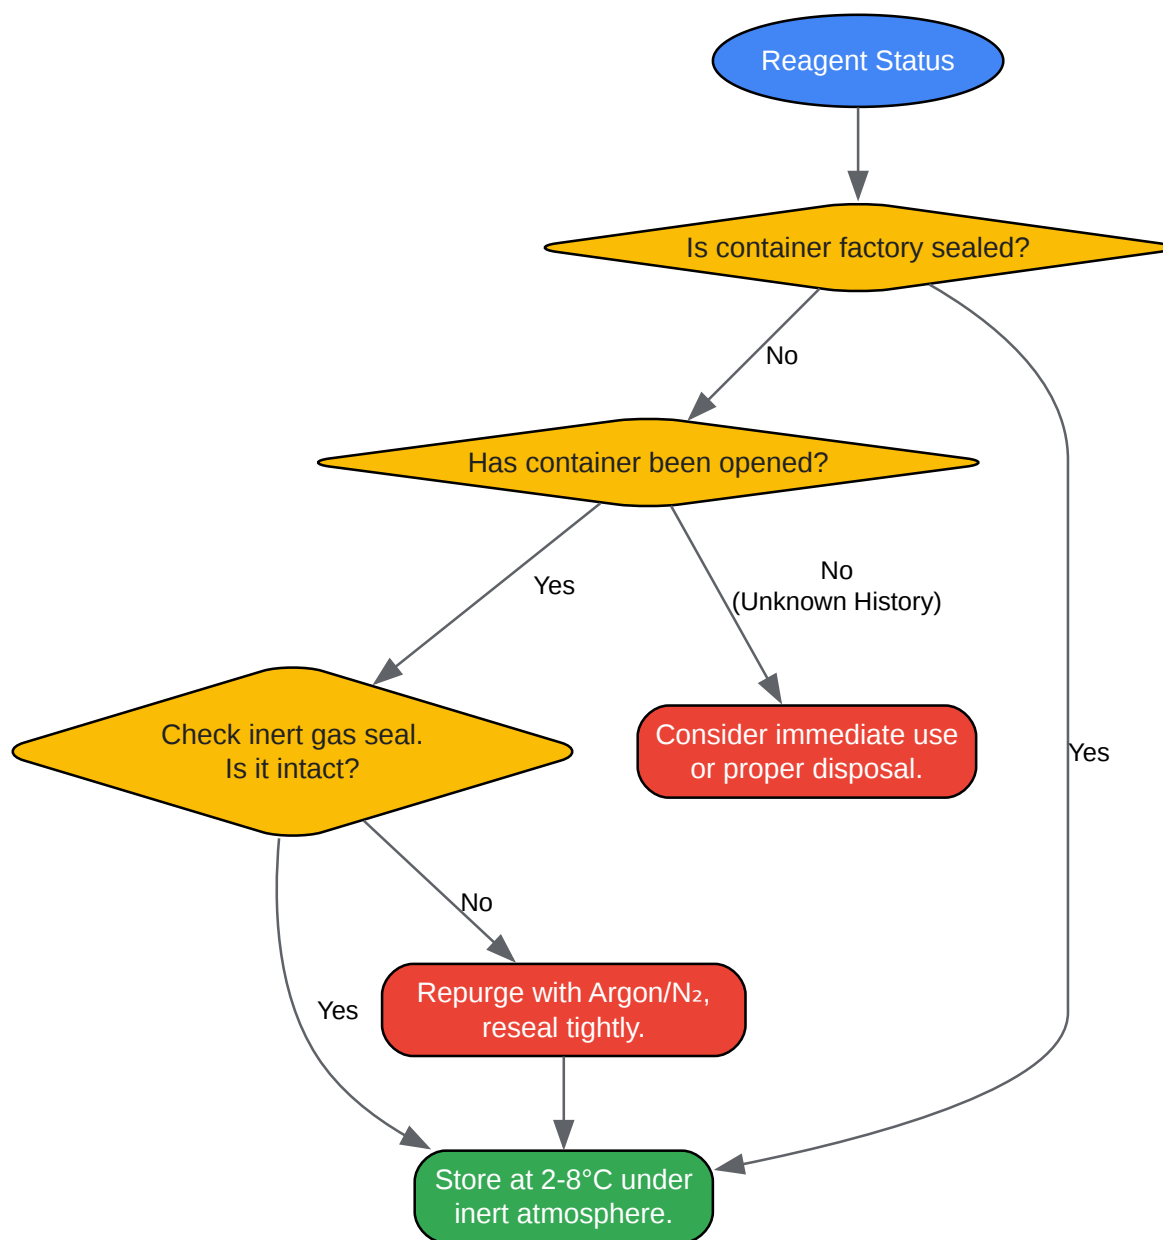 Reagent Status
Is container factory sealed?
No
Has container been opened?
Yes
No
(Unknown History)
Check inert gas seal.
Is it intact?
Consider immediate use
or proper disposal.
Yes
No
Repurge with Argon/N₂,
reseal tightly.
Yes
Store at 2-8°C under
inert atmosphere.